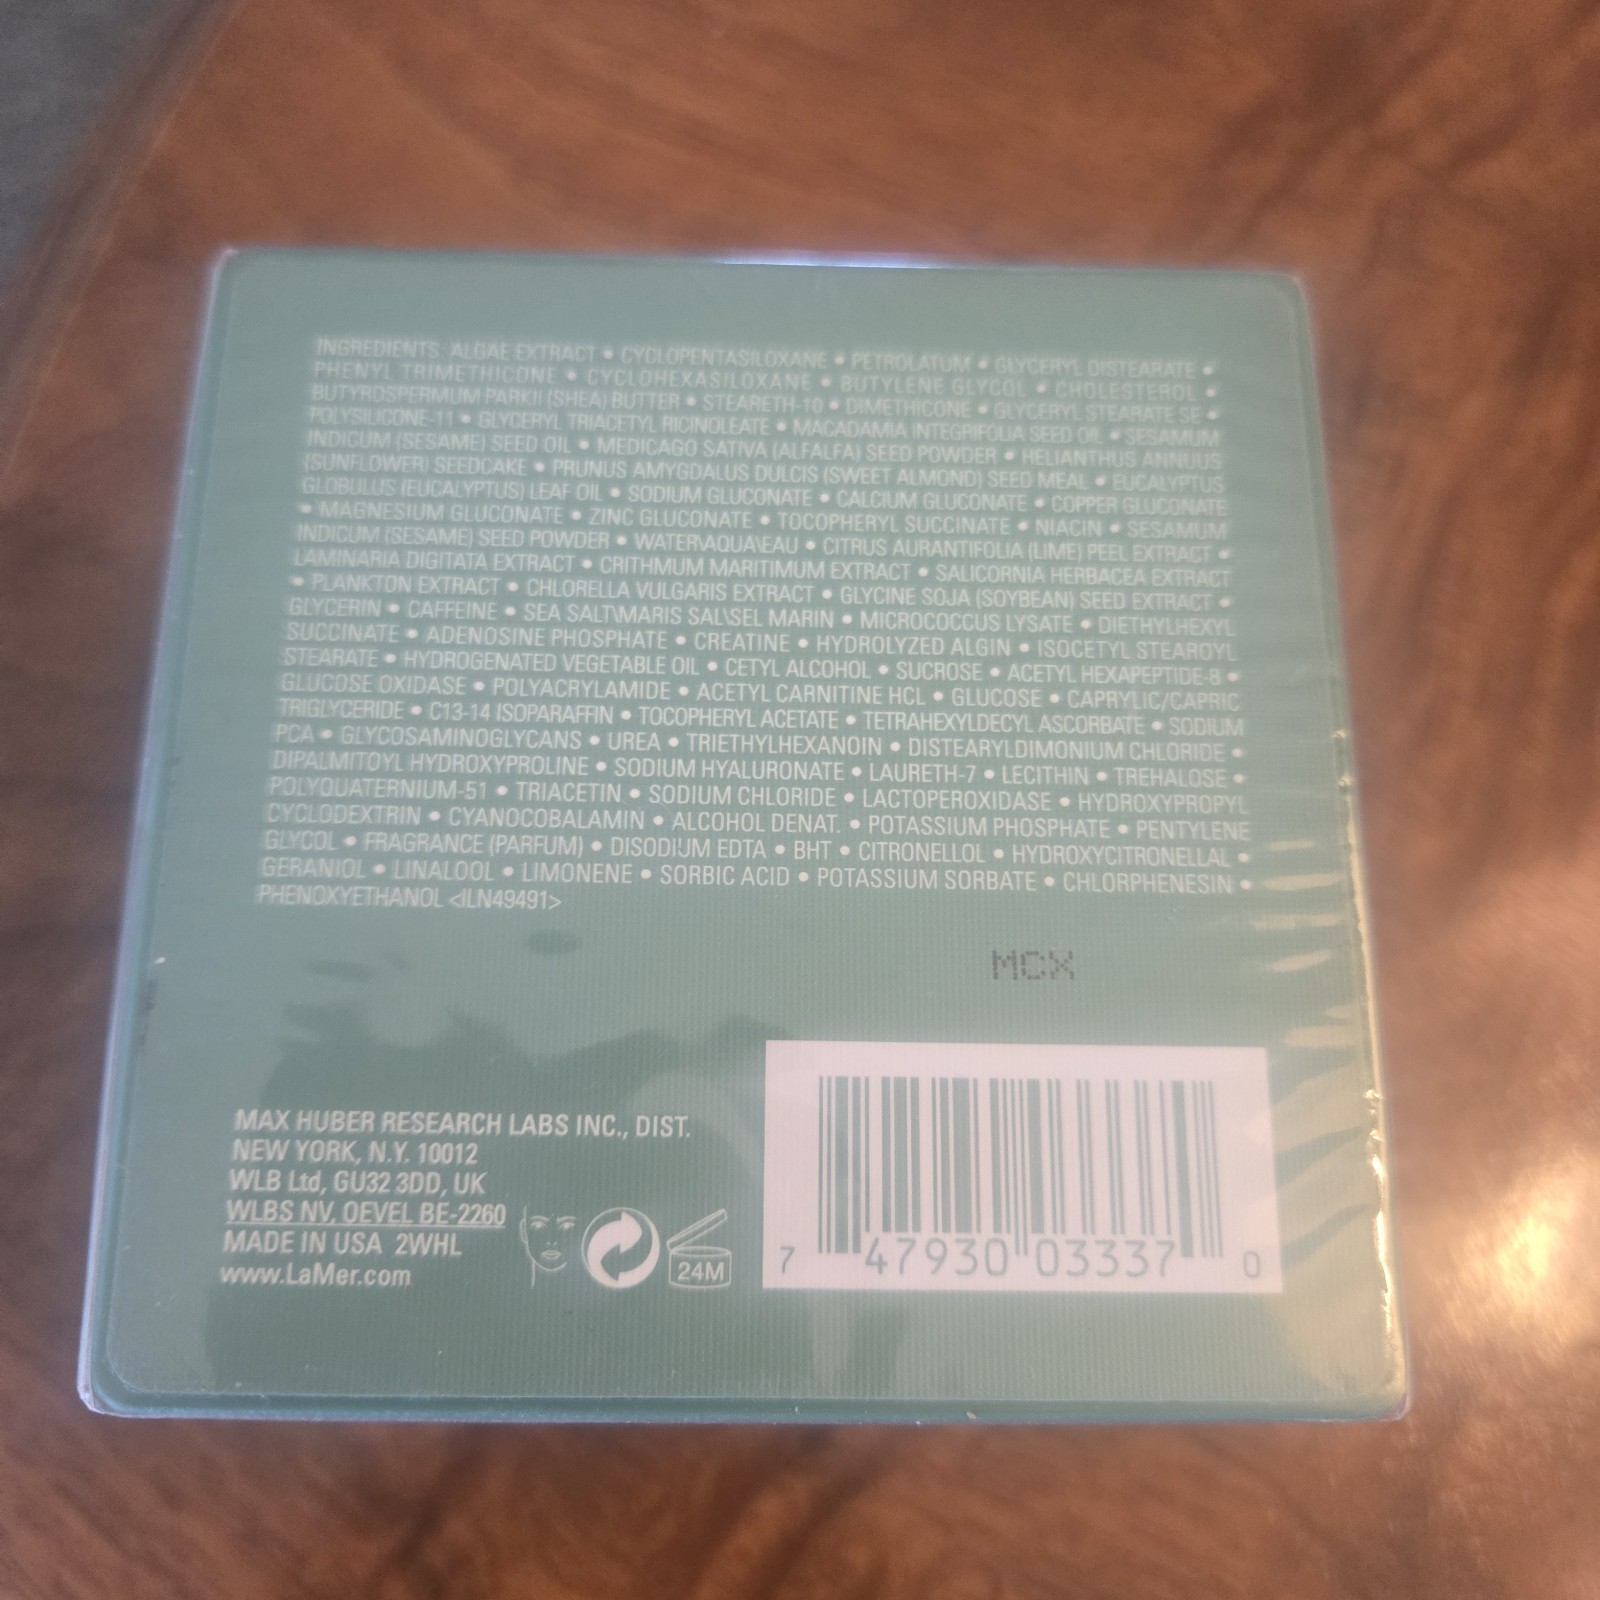 INGREDIENTS: ALGAE EXTRACT • CYCLOPENTASILOXANE • PETROLATUM • GLYCERYL DISTEARATE •
PHENYL TRIMETHICONE • CYCLOHEXASILOXANE • BUTYLENE GLYCOL • CHOLESTEROL •
BUTYROSPERMUM PARKII (SHEA) BUTTER • STEARETH-10 • DIMETHICONE • GLYCERYL STEARATE SE •
POLYSILICONE-11 • GLYCERYL TRIACETYL RICINOLEATE • MACADAMIA INTEGRIFOLIA SEED OIL • SESAMUM
INDICUM (SESAME) SEED OIL • MEDICAGO SATIVA (ALFALFA) SEED POWDER • HELIANTHUS ANNUUS
(SUNFLOWER) SEEDCAKE • PRUNUS AMYGDALUS DULCIS (SWEET ALMOND) SEED MEAL • EUCALYPTUS
GLOBULUS (EUCALYPTUS) LEAF OIL • SODIUM GLUCONATE • CALCIUM GLUCONATE • COPPER GLUCONATE
• MAGNESIUM GLUCONATE • ZINC GLUCONATE • TOCOPHERYL SUCCINATE • NIACIN • SESAMUM
INDICUM (SESAME) SEED POWDER • WATER\AQUA\EAU • CITRUS AURANTIFOLIA (LIME) PEEL EXTRACT •
LAMINARIA DIGITATA EXTRACT • CRITHMUM MARITIMUM EXTRACT • SALICORNIA HERBACEA EXTRACT
• PLANKTON EXTRACT • CHLORELLA VULGARIS EXTRACT • GLYCINE SOJA (SOYBEAN) SEED EXTRACT •
GLYCERIN • CAFFEINE • SEA SALT\MARIS SAL\SEL MARIN • MICROCOCCUS LYSATE • DIETHYLHEXYL
SUCCINATE • ADENOSINE PHOSPHATE • CREATINE • HYDROLYZED ALGIN • ISOCETYL STEAROYL
STEARATE • HYDROGENATED VEGETABLE OIL • CETYL ALCOHOL • SUCROSE • ACETYL HEXAPEPTIDE-8 •
GLUCOSE OXIDASE • POLYACRYLAMIDE • ACETYL CARNITINE HCL • GLUCOSE • CAPRYLIC/CAPRIC
TRIGLYCERIDE • C13-14 ISOPARAFFIN • TOCOPHERYL ACETATE • TETRAHEXYLDECYL ASCORBATE • SODIUM
PCA • GLYCOSAMINOGLYCANS • UREA • TRIETHYLHEXANOIN • DISTEARYLDIMONIUM CHLORIDE •
DIPALMITOYL HYDROXYPROLINE • SODIUM HYALURONATE • LAURETH-7 • LECITHIN • TREHALOSE •
POLYQUATERNIUM-51 • TRIACETIN • SODIUM CHLORIDE • LACTOPEROXIDASE • HYDROXYPROPYL
CYCLODEXTRIN • CYANOCOBALAMIN • ALCOHOL DENAT. • POTASSIUM PHOSPHATE • PENTYLENE
GLYCOL • FRAGRANCE (PARFUM) • DISODIUM EDTA • BHT • CITRONELLOL • HYDROXYCITRONELLAL •
GERANIOL • LINALOOL • LIMONENE • SORBIC ACID • POTASSIUM SORBATE • CHLORPHENESIN •
PHENOXYETHANOL <ILN49491>
MCX
MAX HUBER RESEARCH LABS INC., DIST.
NEW YORK, N.Y. 10012
WLB Ltd, GU32 3DD, UK
WLBS NV, OEVEL BE-2260
MADE IN USA 2WHL
www.LaMer.com
24M
7 47930 03337 0